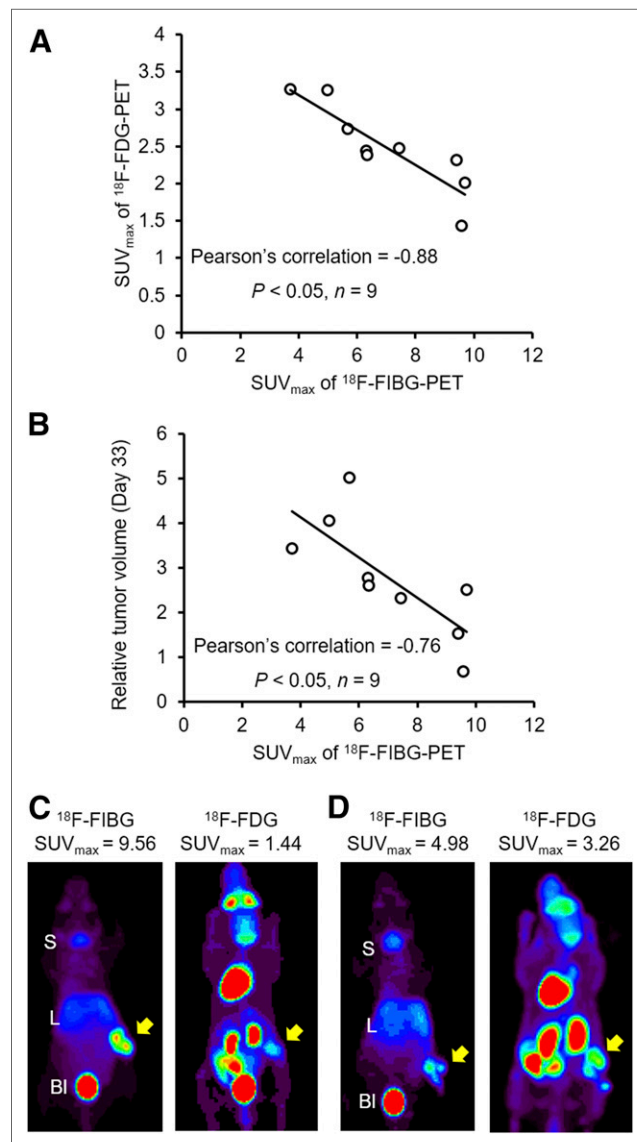 A
SUVmax of 18F-FDG-PET
4
3.5
3
2.5
2
1.5
1
0.5
0
Pearson's correlation = -0.88
P < 0.05, n = 9
0 2 4 6 8 10 12
SUVmax of 18F-FIBG-PET
B
Relative tumor volume (Day 33)
6
5
4
3
2
1
0
Pearson's correlation = -0.76
P < 0.05, n = 9
0 2 4 6 8 10 12
SUVmax of 18F-FIBG-PET
C
18F-FIBG
SUVmax = 9.56
18F-FDG
SUVmax = 1.44
S
L
Bl
D
18F-FIBG
SUVmax = 4.98
18F-FDG
SUVmax = 3.26
S
L
Bl